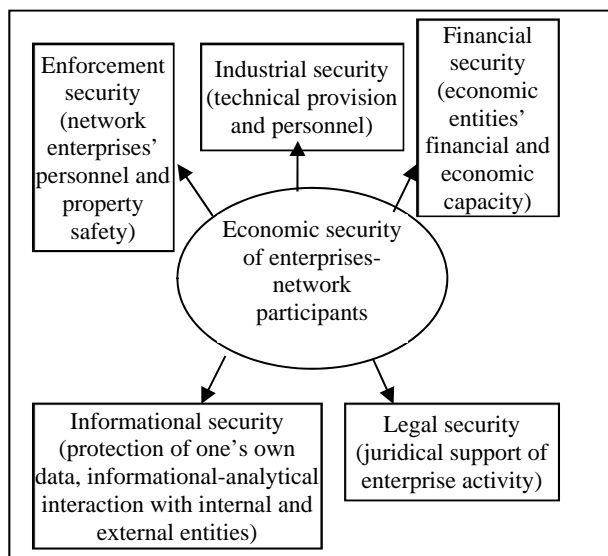 Enforcement
security
(network
enterprises’
personnel and
property
safety)
Industrial security
(technical provision
and personnel)
Financial
security
(economic
entities’
financial and
economic
capacity)
Economic security
of enterprises-
network
participants
Informational security
(protection of one’s own
data, informational-analytical
interaction with internal and
external entities)
Legal security
(juridical support of
enterprise activity)